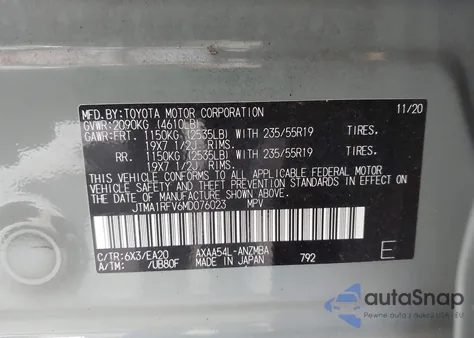 MFD.BY:TOYOTA MOTOR CORPORATION 11/20
GVWR:2090KG (4610LB)
GAWR:FRT. 1150KG (2535LB) WITH 235/55R19 TIRES.
19X7 1/2J RIMS.
RR. 1150KG (2535LB) WITH 235/55R19 TIRES.
19X7 1/2J RIMS.
THIS VEHICLE CONFORMS TO ALL APPLICABLE FEDERAL MOTOR
VEHICLE SAFETY AND THEFT PREVENTION STANDARDS IN
EFFECT ON THE DATE OF MANUFACTURE SHOWN ABOVE.
JTMA1RFV6MD076023 MPV
C/TR:6X3/EA20 AXAA54L-ANZMBA
A/TM: /UB80F MADE IN JAPAN 792 E
autoSnap